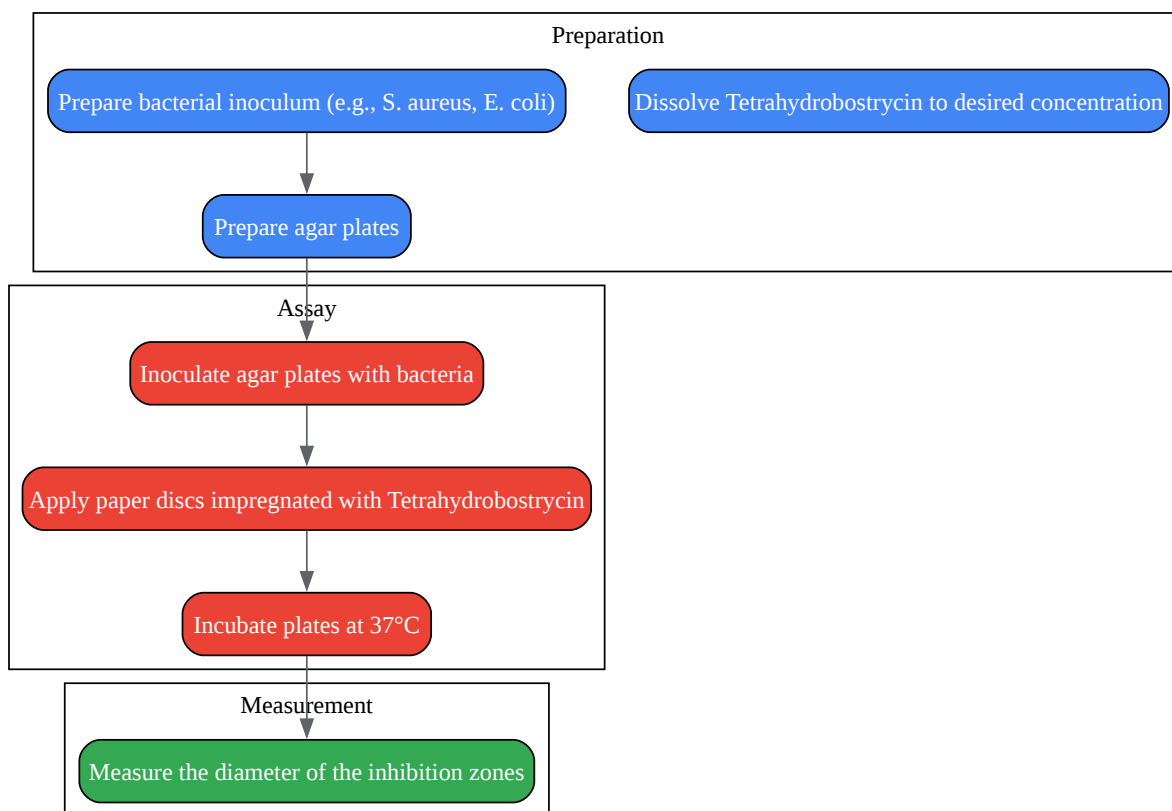 Preparation
Prepare bacterial inoculum (e.g., S. aureus, E. coli)
Dissolve Tetrahydrobostrycin to desired concentration
Prepare agar plates
Assay
Inoculate agar plates with bacteria
Apply paper discs impregnated with Tetrahydrobostrycin
Incubate plates at 37°C
Measurement
Measure the diameter of the inhibition zones